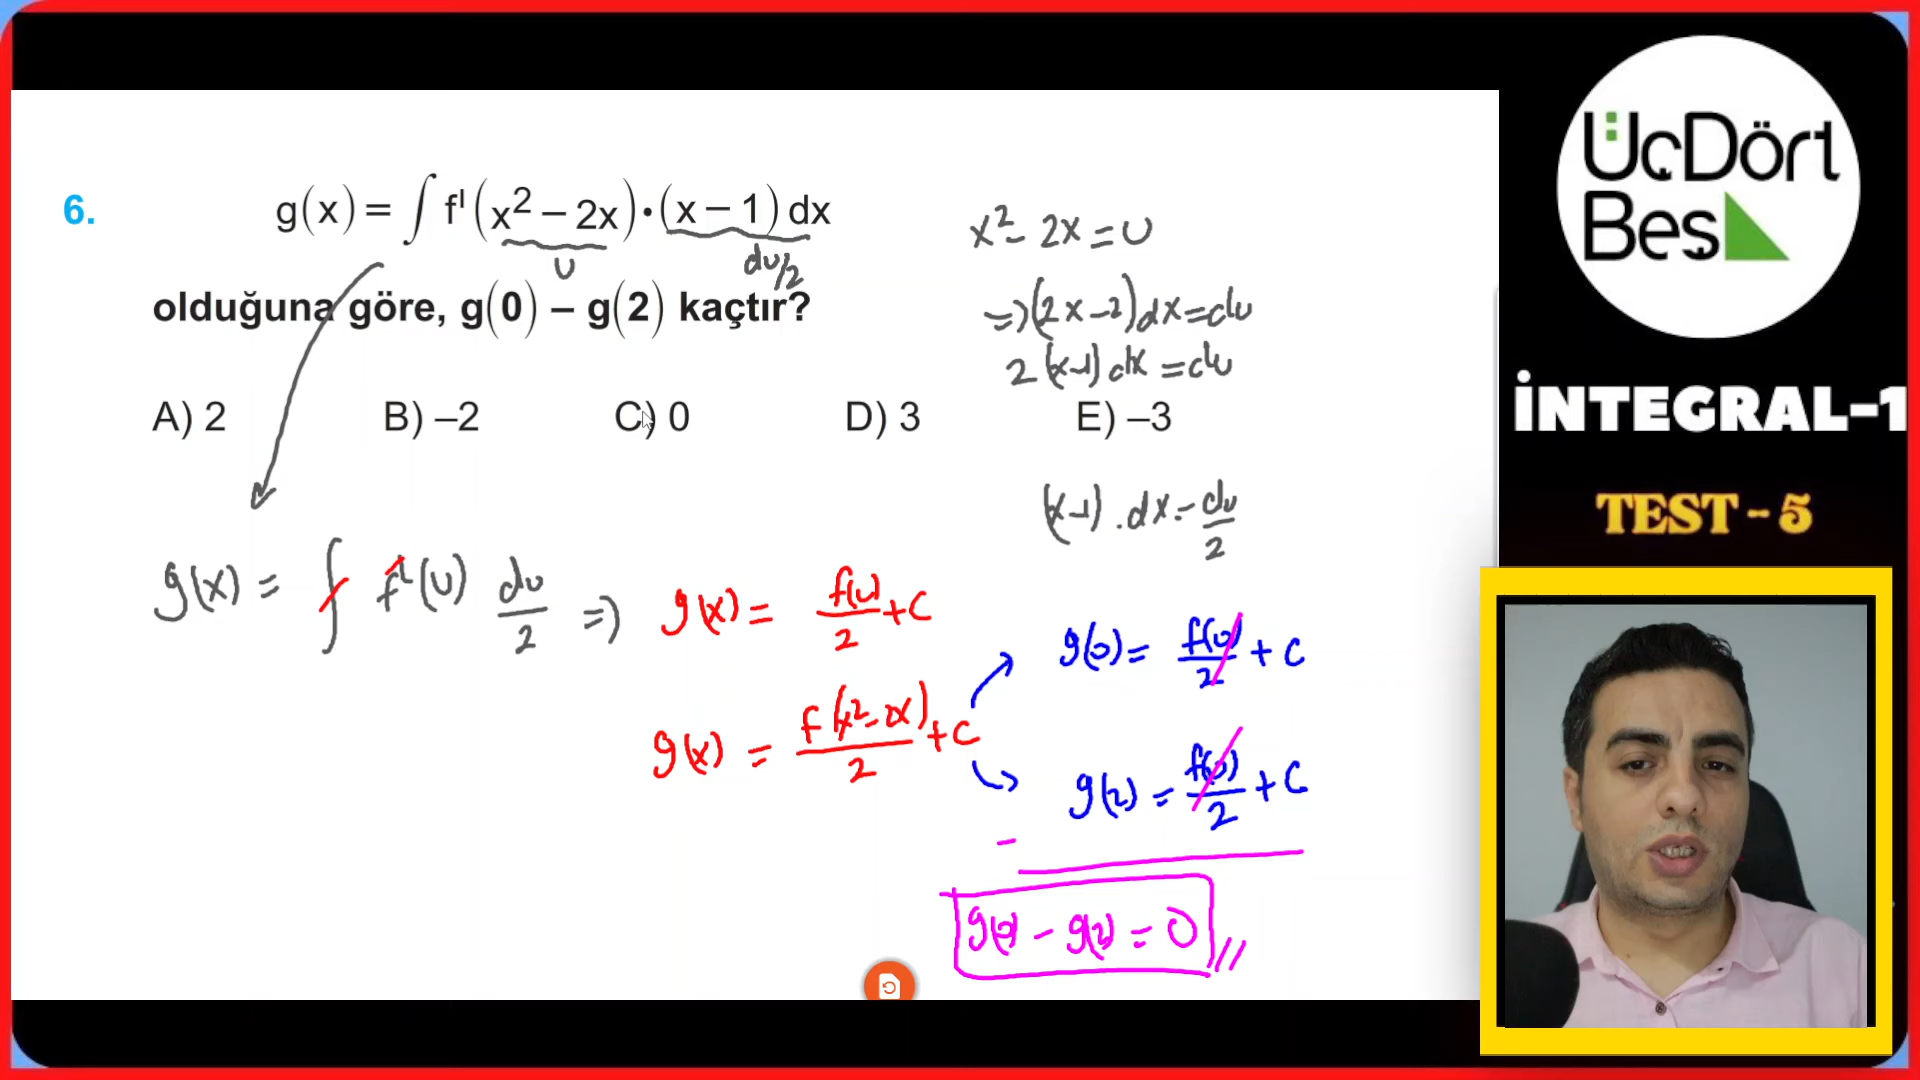 6. g(x) = ∫ f'(x² – 2x) · (x – 1) dx
U
du/2
olduğuna göre, g(0) – g(2) kaçtır?
A) 2 B) –2 C) 0 D) 3 E) –3
x² – 2x = U
=> (2x – 2) dx = du
2 (x–1) dx = du
(x–1) . dx = du/2
g(x) = ∫ f'(U) du/2 =>
g(x) = f(u)/2 + C
g(x) = f(x² – 2x)/2 + C
g(0) = f(0)/2 + C
g(2) = f(0)/2 + C
–
g(0) – g(2) = 0 //
ÜçDört
Beş
İNTEGRAL-1
TEST - 5